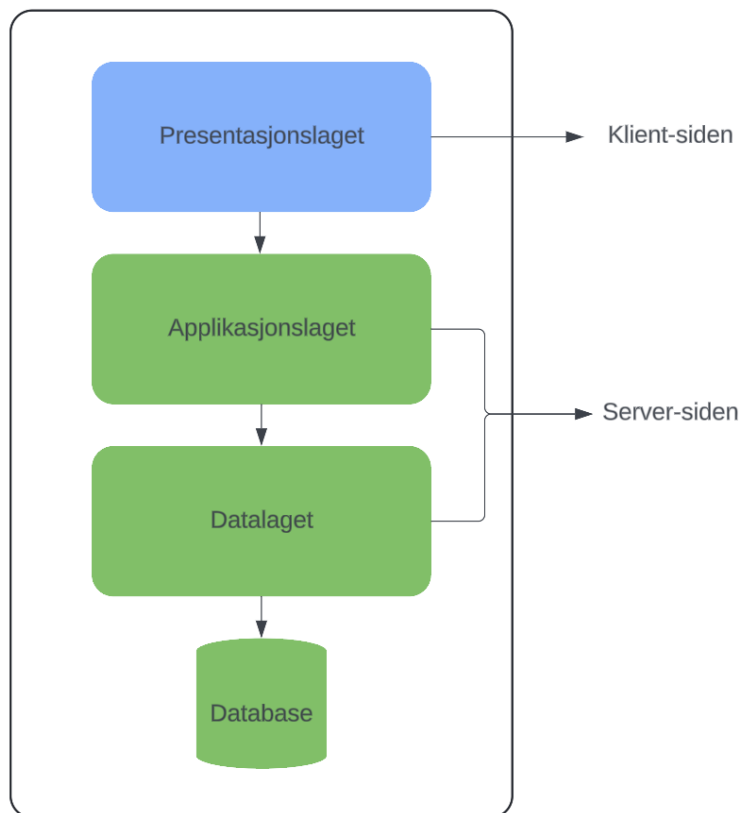 Presentasjonslaget
Klient-siden
Applikasjonslaget
Server-siden
Datalaget
Database